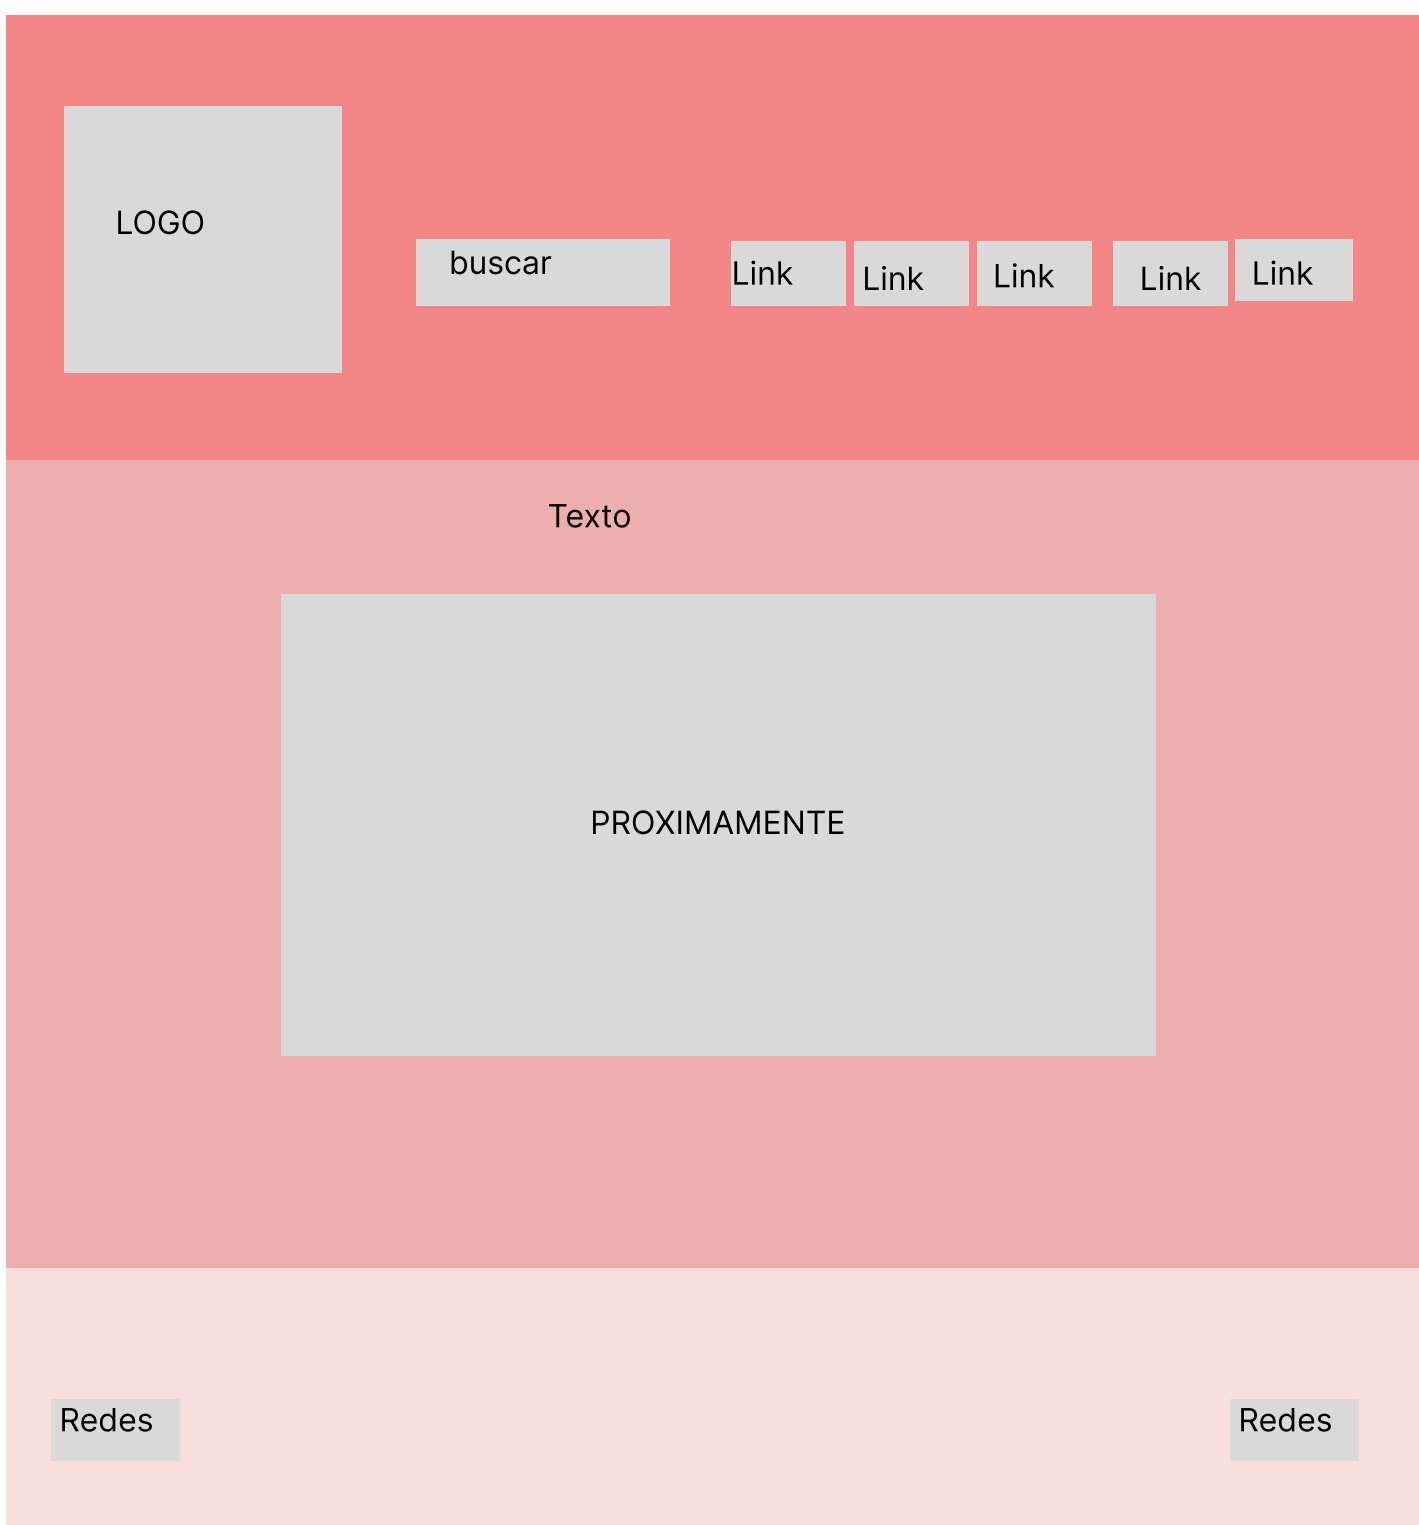 LOGO
buscar
Link
Link
Link
Link
Link
Texto
PROXIMAMENTE
Redes
Redes